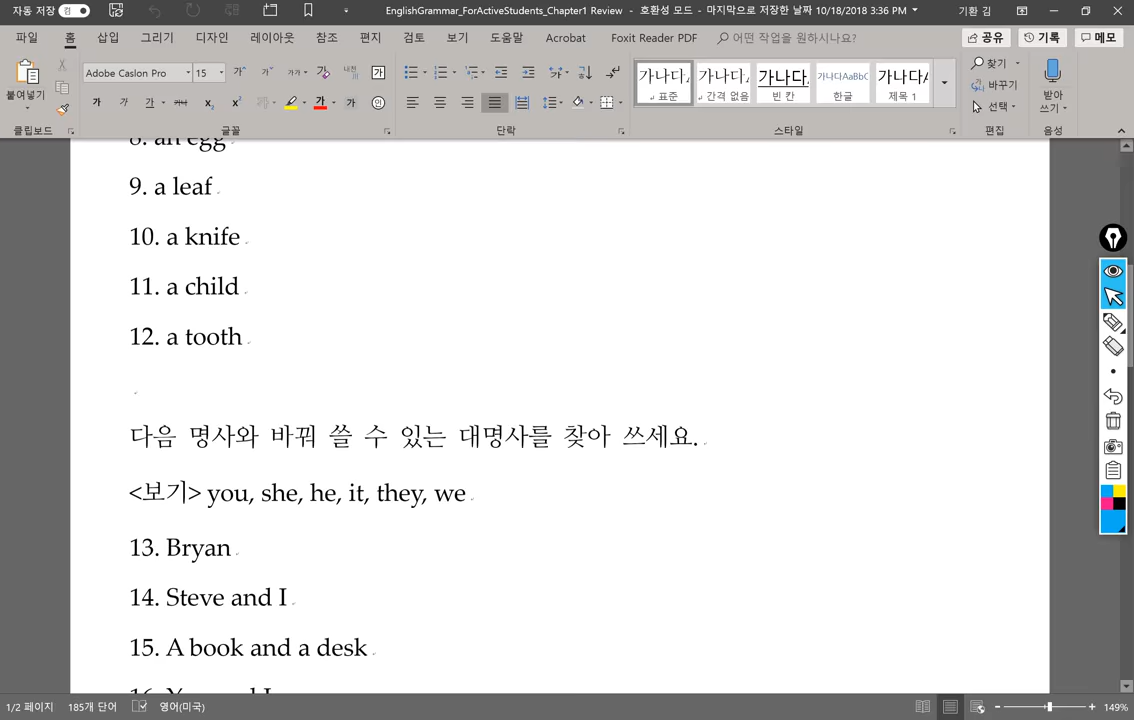 자동 저장 컴 EnglishGrammar_ForActiveStudents_Chapter1 Review - 호환성 모드 - 마지막으로 저장한 날짜 10/18/2018 3:36 PM 기환 김
파일 홈 삽입 그리기 디자인 레이아웃 참조 편지 검토 보기 도움말 Acrobat Foxit Reader PDF 어떤 작업을 원하시나요? 공유 기록 메모
붙여넣기 Adobe Caslon Pro 15 가나다 가나다 가나다 가나다AaBbC 가나다 찾기 바꾸기 선택 받아쓰기
표준 간격 없음 빈 칸 한글 제목 1
클립보드 글꼴 단락 스타일 편집 음성
8. an egg
9. a leaf
10. a knife
11. a child
12. a tooth
다음 명사와 바꿔 쓸 수 있는 대명사를 찾아 쓰세요.
<보기> you, she, he, it, they, we
13. Bryan
14. Steve and I
15. A book and a desk
1/2 페이지 185개 단어 영어(미국) 149%